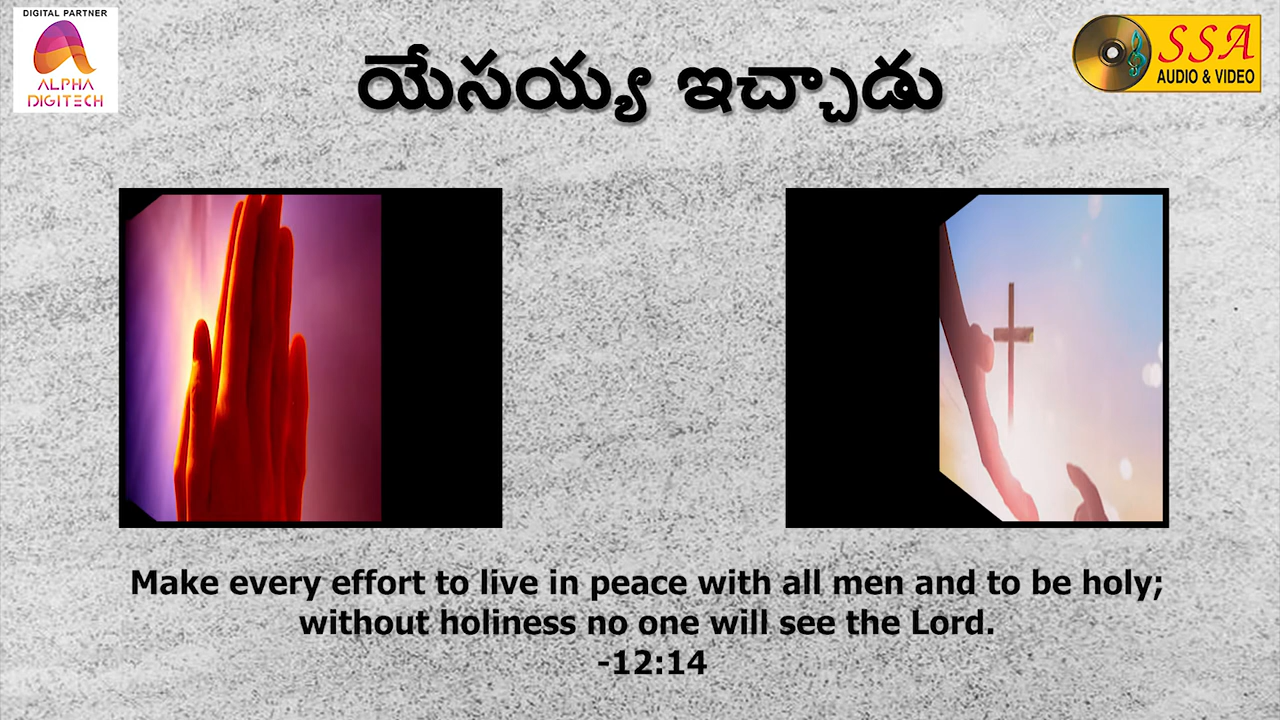 DIGITAL PARTNER
ALPHA
DIGITECH
యేసయ్య ఇచ్చాడు
SSA
AUDIO & VIDEO
Make every effort to live in peace with all men and to be holy;
without holiness no one will see the Lord.
-12:14